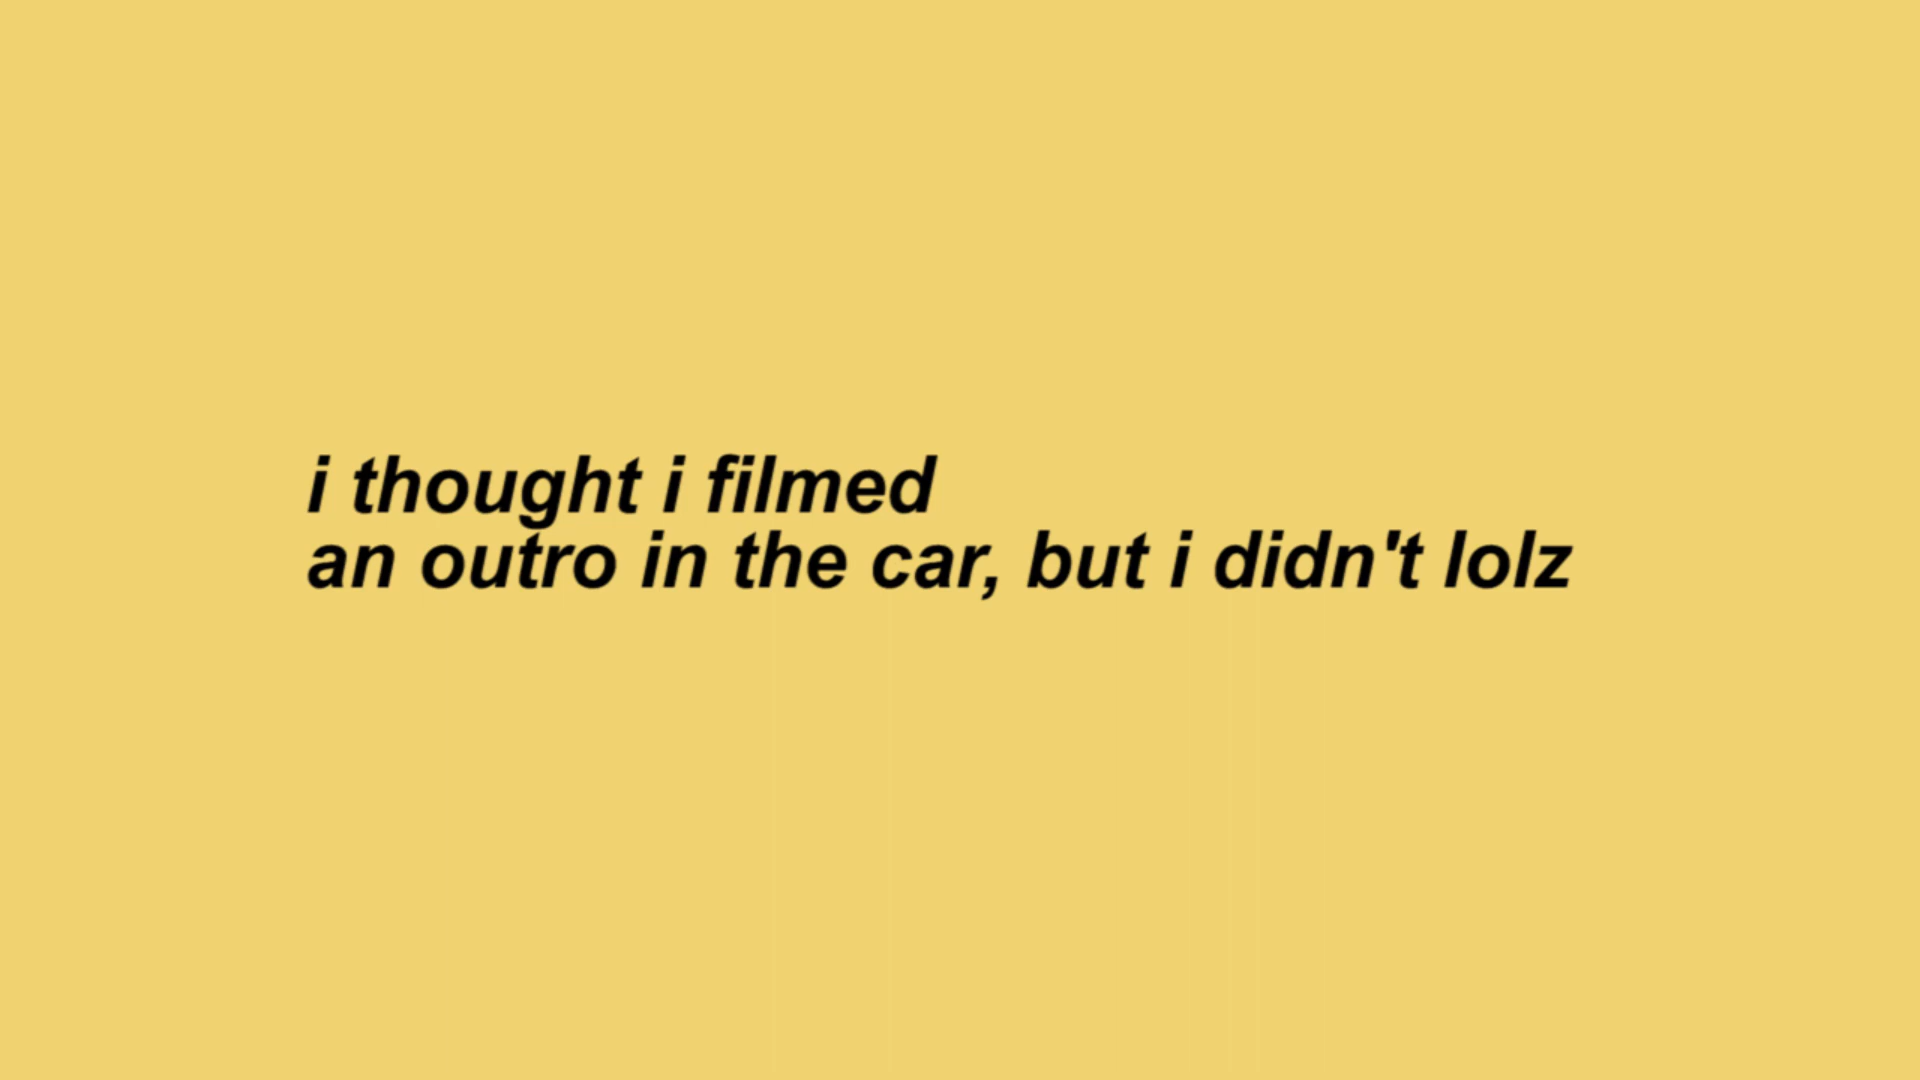 i thought i filmed
an outro in the car, but i didn't lolz